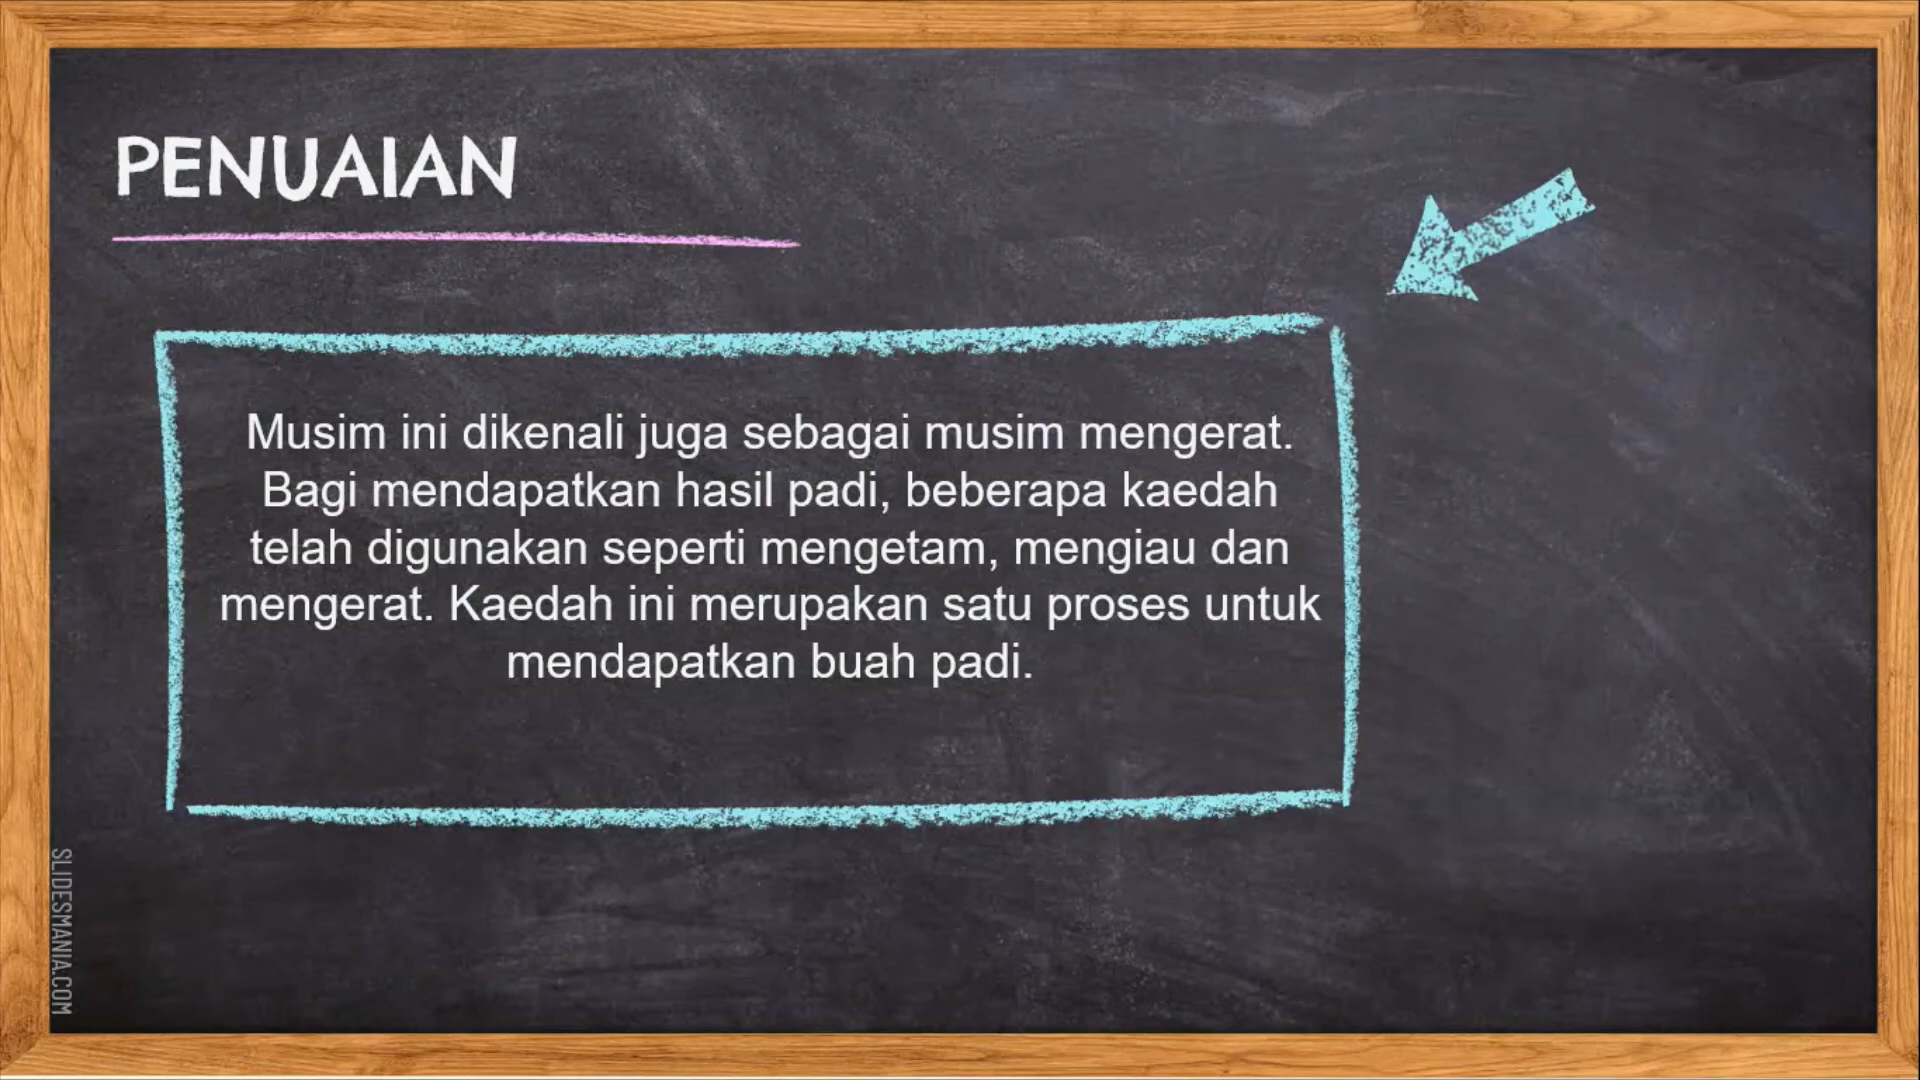 PENUAIAN
Musim ini dikenali juga sebagai musim mengerat.
Bagi mendapatkan hasil padi, beberapa kaedah
telah digunakan seperti mengetam, mengiau dan
mengerat. Kaedah ini merupakan satu proses untuk
mendapatkan buah padi.
SLIDESMANIA.COM